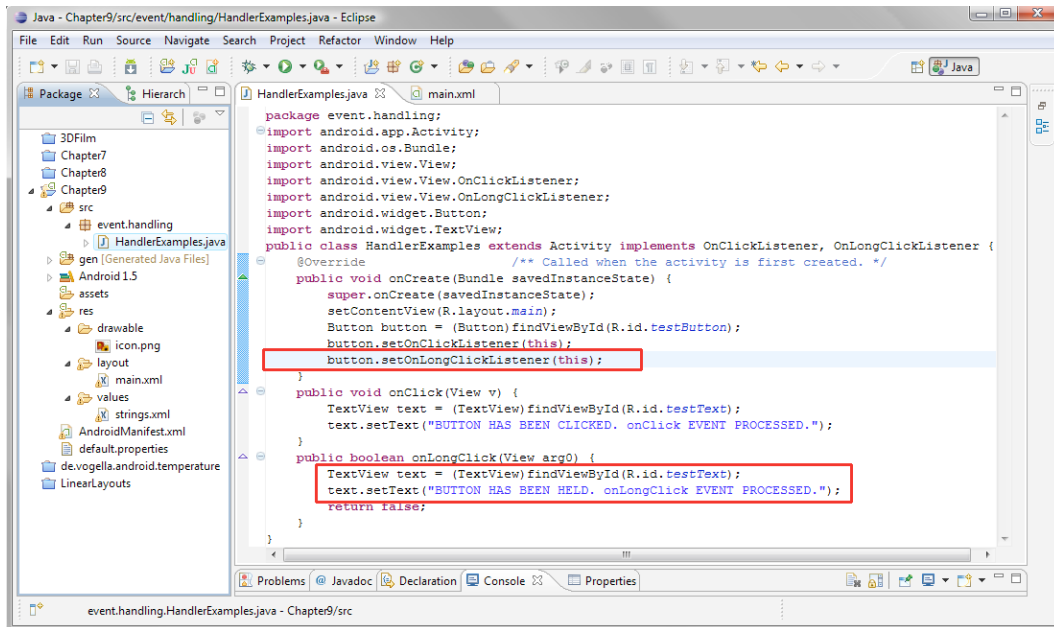 Java - Chapter9/src/event/handling/HandlerExamples.java - Eclipse
File Edit Run Source Navigate Search Project Refactor Window Help
Java
Package
Hierarch
3DFilm
Chapter7
Chapter8
Chapter9
src
event.handling
HandlerExamples.java
gen [Generated Java Files]
Android 1.5
assets
res
drawable
icon.png
layout
main.xml
values
strings.xml
AndroidManifest.xml
default.properties
de.vogella.android.temperature
LinearLayouts
HandlerExamples.java
main.xml
package event.handling;
import android.app.Activity;
import android.os.Bundle;
import android.view.View;
import android.view.View.OnClickListener;
import android.view.View.OnLongClickListener;
import android.widget.Button;
import android.widget.TextView;
public class HandlerExamples extends Activity implements OnClickListener, OnLongClickListener {
@Override /** Called when the activity is first created. */
public void onCreate(Bundle savedInstanceState) {
super.onCreate(savedInstanceState);
setContentView(R.layout.main);
Button button = (Button)findViewById(R.id.testButton);
button.setOnClickListener(this);
button.setOnLongClickListener(this);
}
public void onClick(View v) {
TextView text = (TextView)findViewById(R.id.testText);
text.setText("BUTTON HAS BEEN CLICKED. onClick EVENT PROCESSED.");
}
public boolean onLongClick(View arg0) {
TextView text = (TextView)findViewById(R.id.testText);
text.setText("BUTTON HAS BEEN HELD. onLongClick EVENT PROCESSED.");
return false;
}
}
Problems @ Javadoc Declaration Console Properties
event.handling.HandlerExamples.java - Chapter9/src